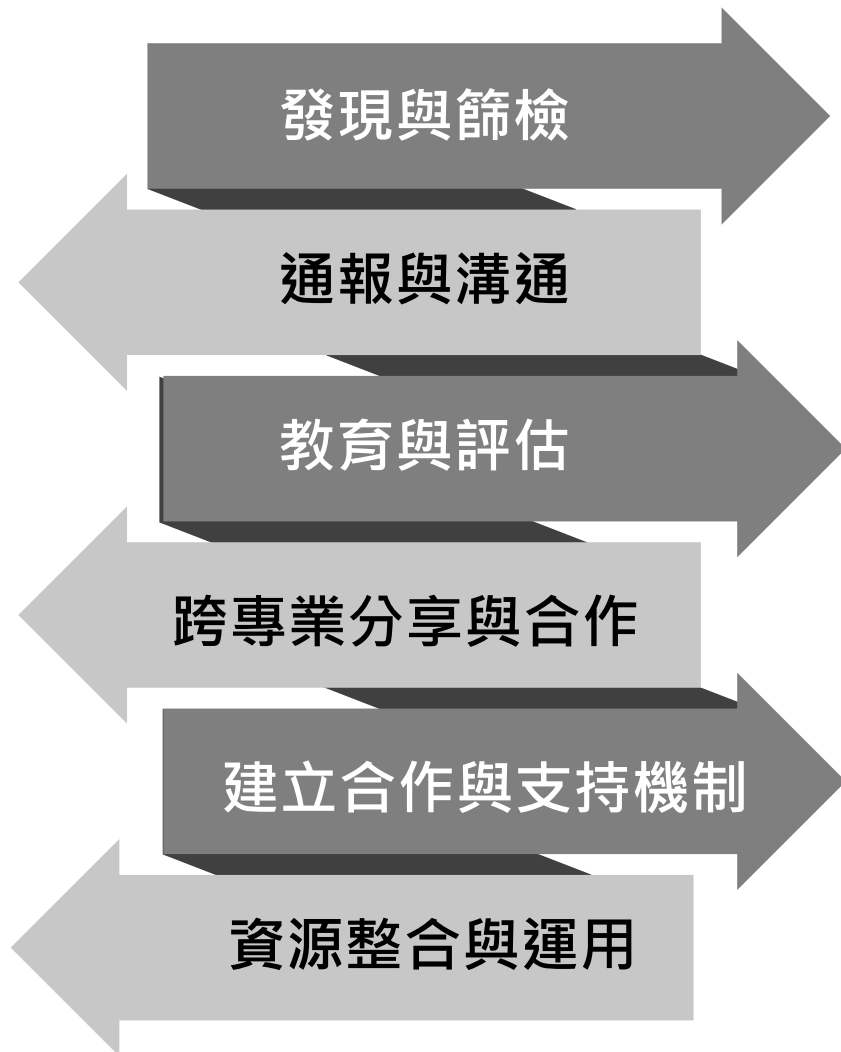 發現與篩檢
通報與溝通
教育與評估
跨專業分享與合作
建立合作與支持機制
資源整合與運用